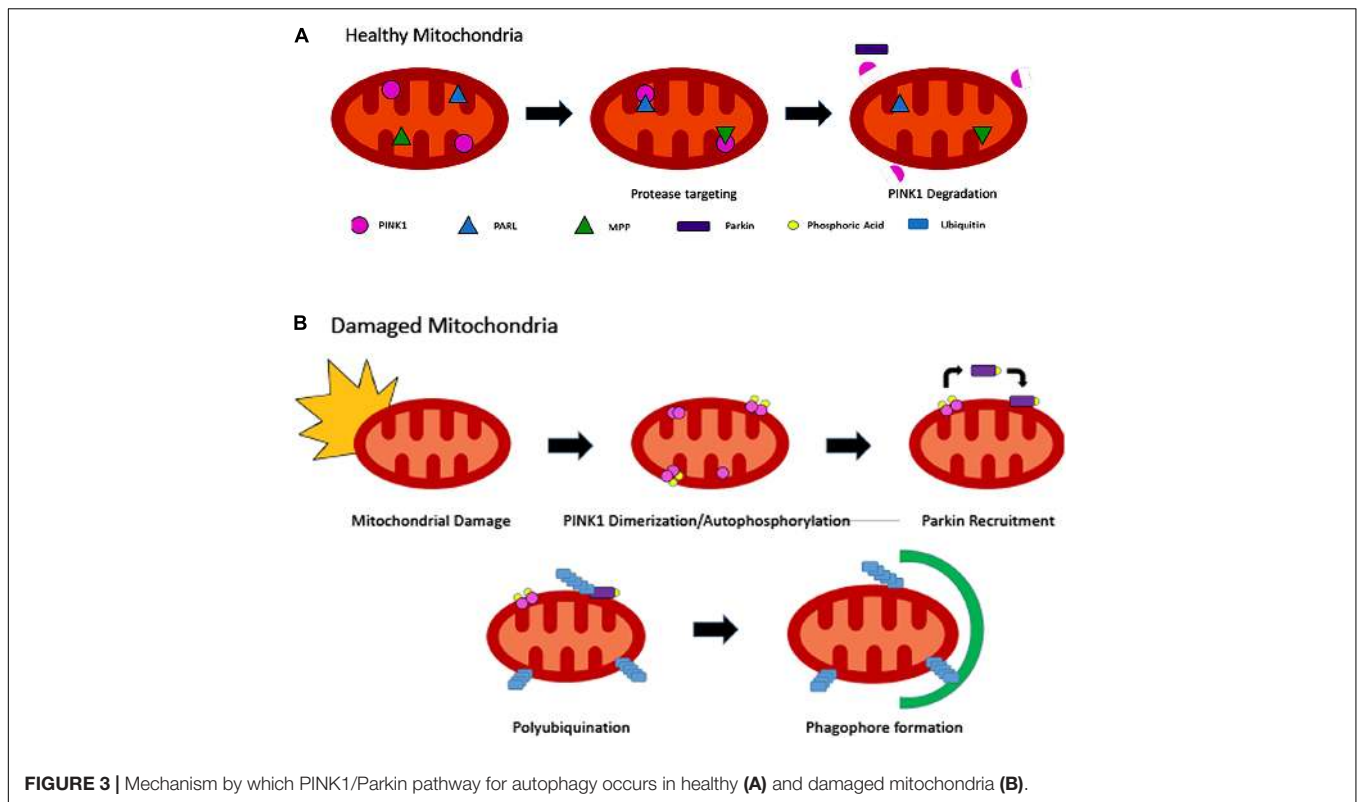 A Healthy Mitochondria
Protease targeting PINK1 Degradation
PINK1 PARL MPP Parkin Phosphoric Acid Ubiquitin
B Damaged Mitochondria
Mitochondrial Damage PINK1 Dimerization/Autophosphorylation Parkin Recruitment
Polyubiquination Phagophore formation
FIGURE 3 | Mechanism by which PINK1/Parkin pathway for autophagy occurs in healthy (A) and damaged mitochondria (B).